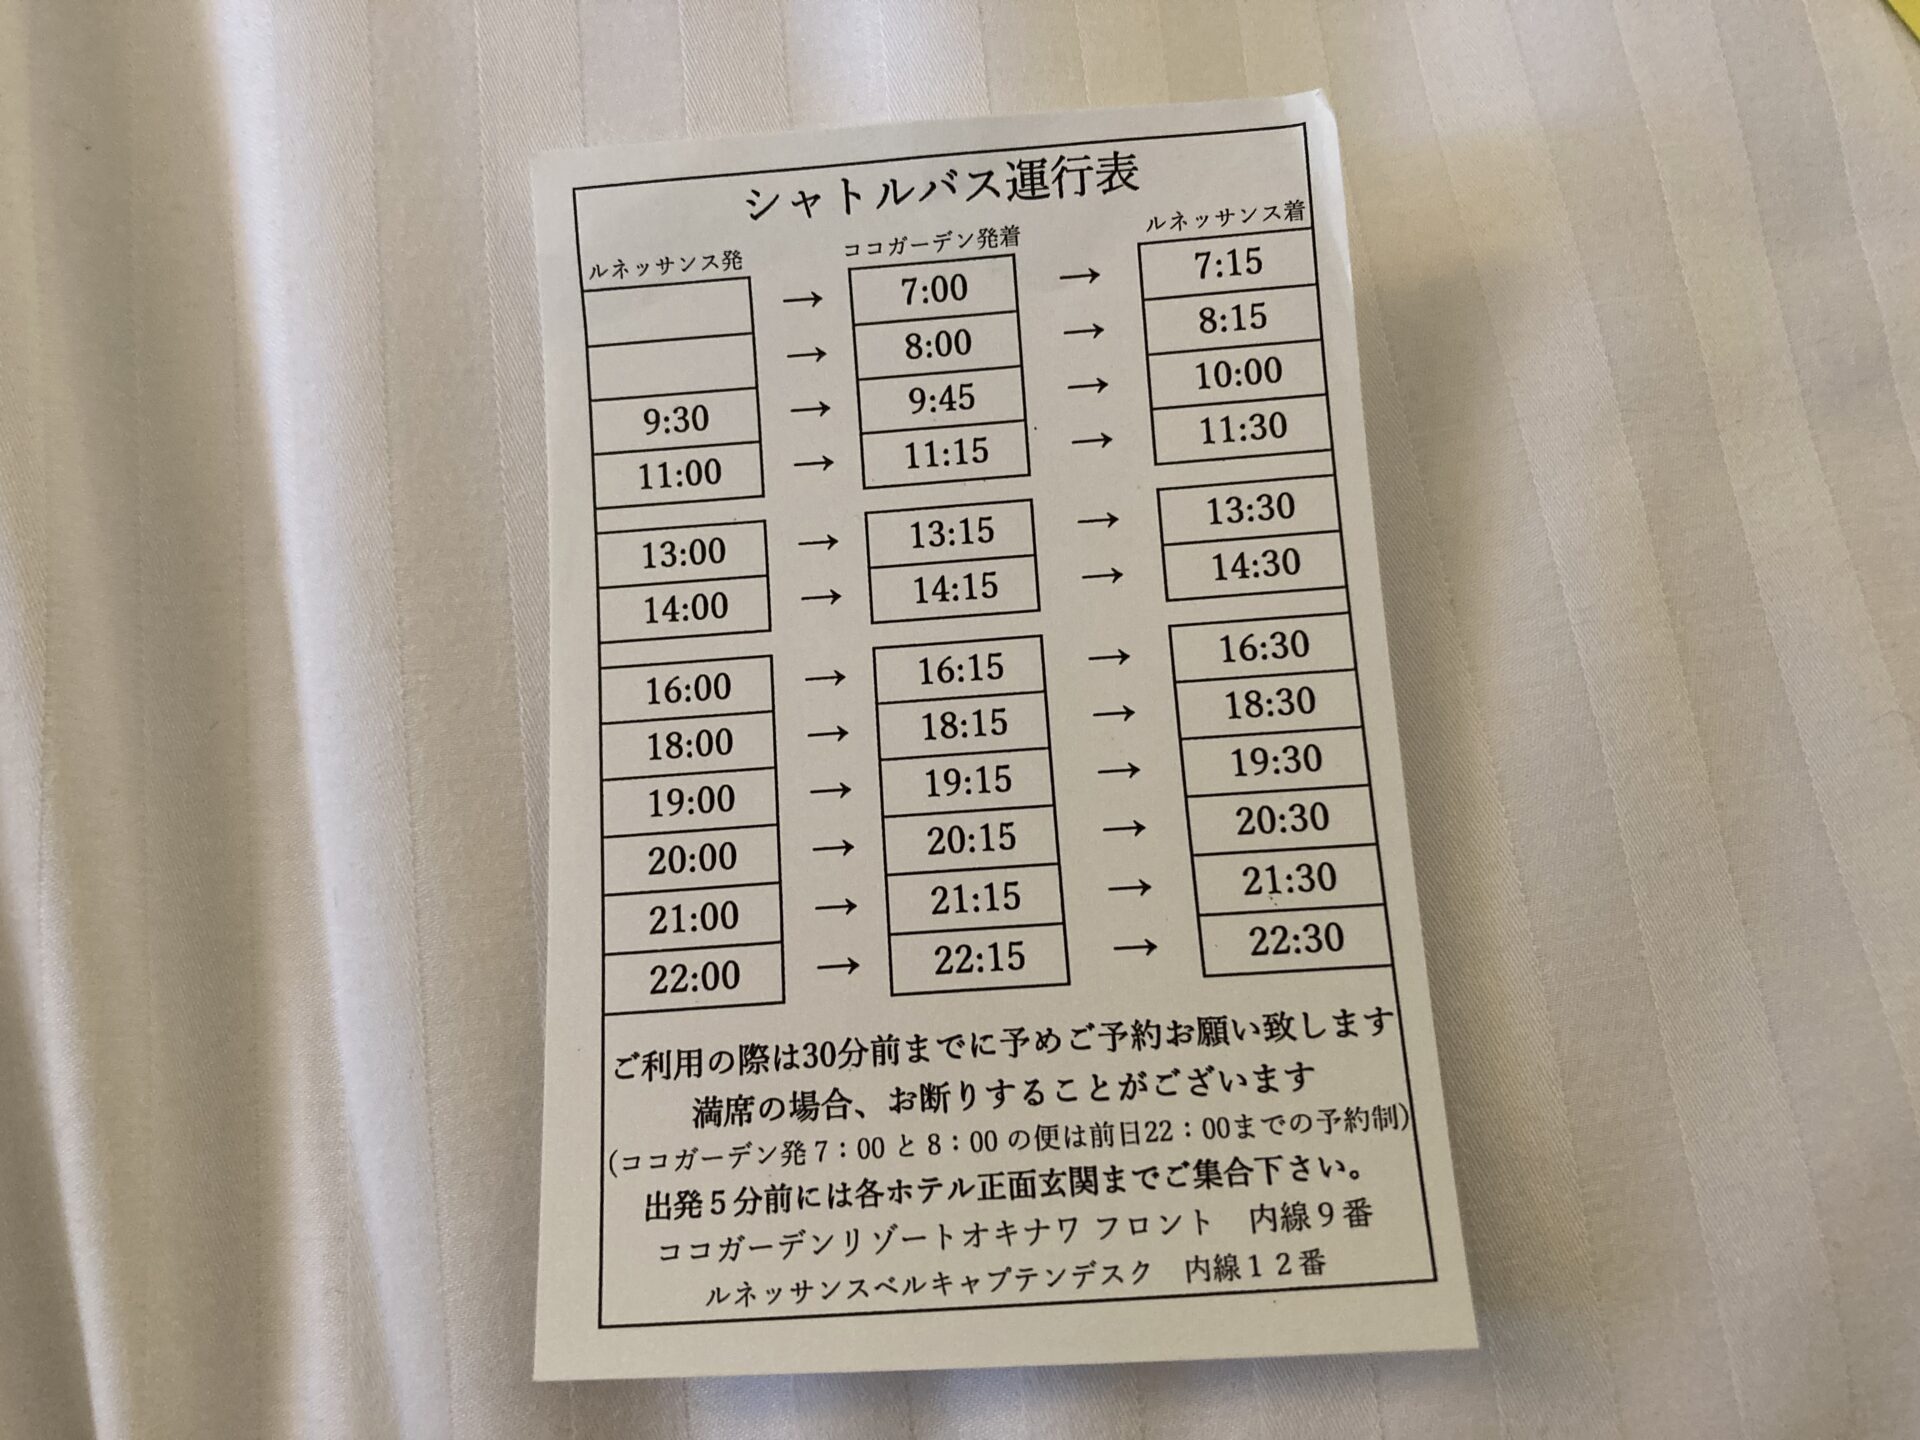 シャトルバス運行表
ルネッサンス発 ココガーデン発着 ルネッサンス着
→ 7:00 → 7:15
→ 8:00 → 8:15
9:30 → 9:45 → 10:00
11:00 → 11:15 → 11:30
13:00 → 13:15 → 13:30
14:00 → 14:15 → 14:30
16:00 → 16:15 → 16:30
18:00 → 18:15 → 18:30
19:00 → 19:15 → 19:30
20:00 → 20:15 → 20:30
21:00 → 21:15 → 21:30
22:00 → 22:15 → 22:30
ご利用の際は30分前までに予めご予約お願い致します
満席の場合、お断りすることがございます
(ココガーデン発7：00と8：00の便は前日22：00までの予約制)
出発５分前には各ホテル正面玄関までご集合下さい。
ココガーデンリゾートオキナワ フロント　内線９番
ルネッサンスベルキャプテンデスク　内線１２番